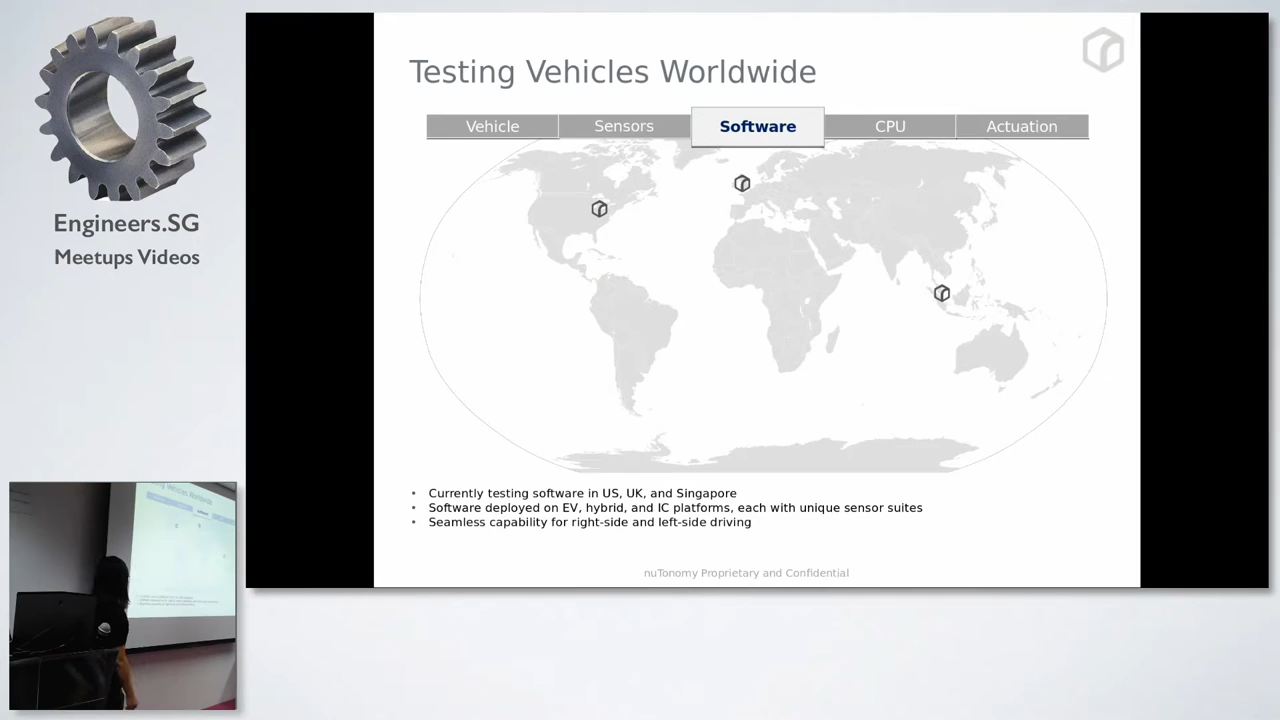 Engineers.SG
Meetups Videos
Testing Vehicles Worldwide
Vehicle
Sensors
Software
CPU
Actuation
• Currently testing software in US, UK, and Singapore
• Software deployed on EV, hybrid, and IC platforms, each with unique sensor suites
• Seamless capability for right-side and left-side driving
nuTonomy Proprietary and Confidential